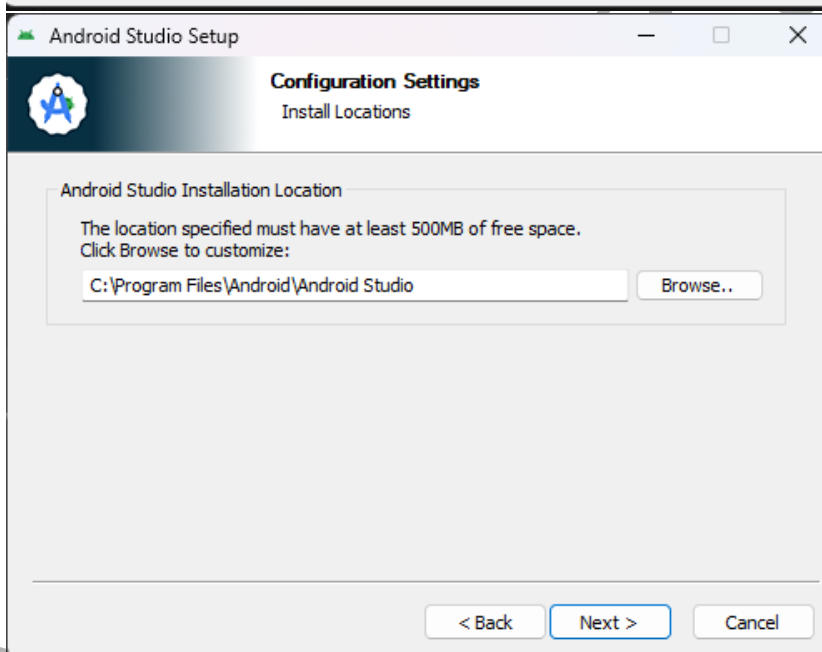 Android Studio Setup
Configuration Settings
Install Locations
Android Studio Installation Location
The location specified must have at least 500MB of free space.
Click Browse to customize:
C:\Program Files\Android\Android Studio
Browse..
< Back
Next >
Cancel